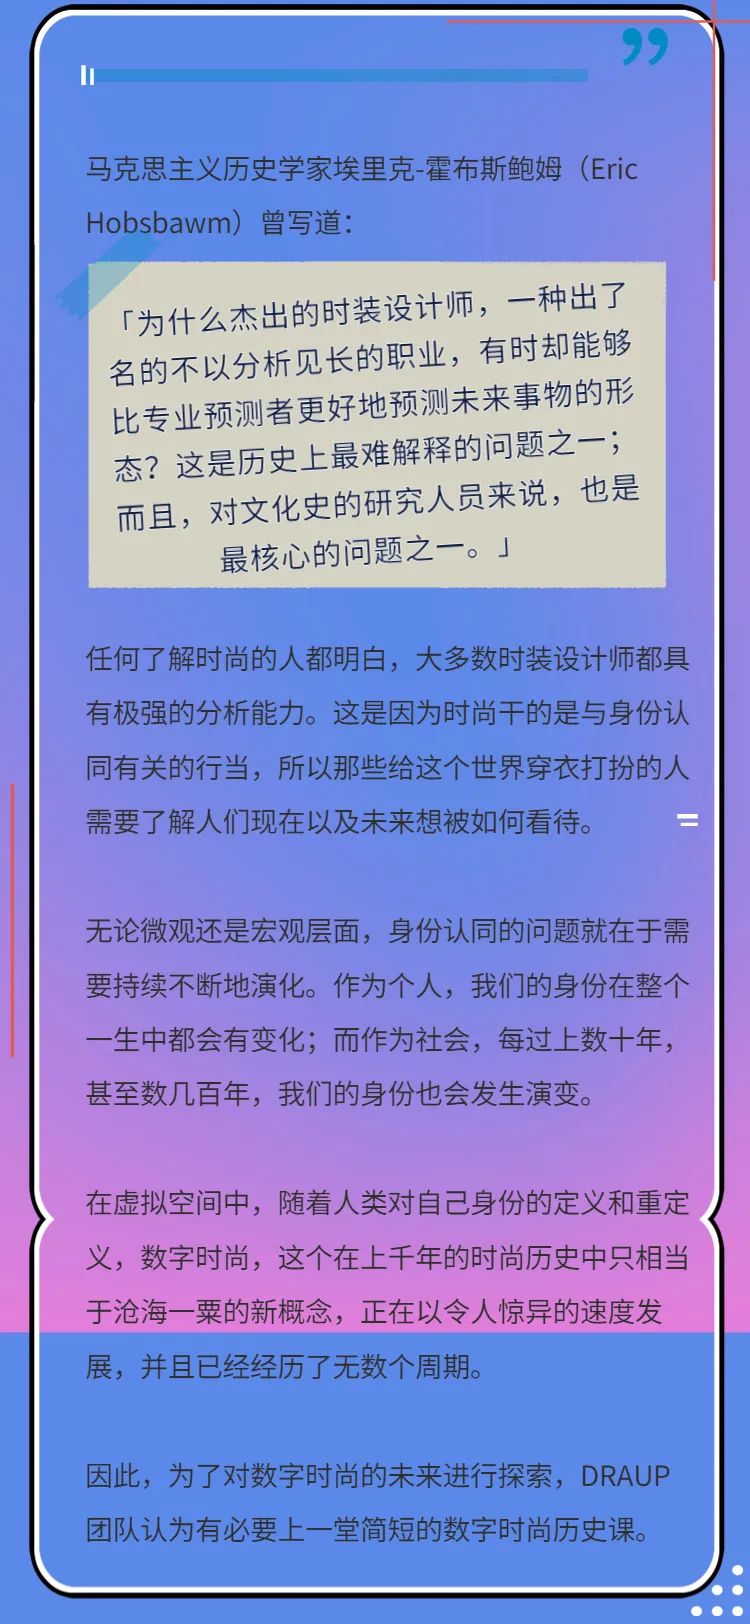 马克思主义历史学家埃里克-霍布斯鲍姆（Eric
Hobsbawm）曾写道：
「为什么杰出的时装设计师，一种出了
名的不以分析见长的职业，有时却能够
比专业预测者更好地预测未来事物的形
态？这是历史上最难解释的问题之一；
而且，对文化史的研究人员来说，也是
最核心的问题之一。」
任何了解时尚的人都明白，大多数时装设计师都具
有极强的分析能力。这是因为时尚干的是与身份认
同有关的行当，所以那些给这个世界穿衣打扮的人
需要了解人们现在以及未来想被如何看待。
无论微观还是宏观层面，身份认同的问题就在于需
要持续不断地演化。作为个人，我们的身份在整个
一生中都会有变化；而作为社会，每过上数十年，
甚至数几百年，我们的身份也会发生演变。
在虚拟空间中，随着人类对自己身份的定义和重定
义，数字时尚，这个在上千年的时尚历史中只相当
于沧海一粟的新概念，正在以令人惊异的速度发
展，并且已经经历了无数个周期。
因此，为了对数字时尚的未来进行探索，DRAUP
团队认为有必要上一堂简短的数字时尚历史课。